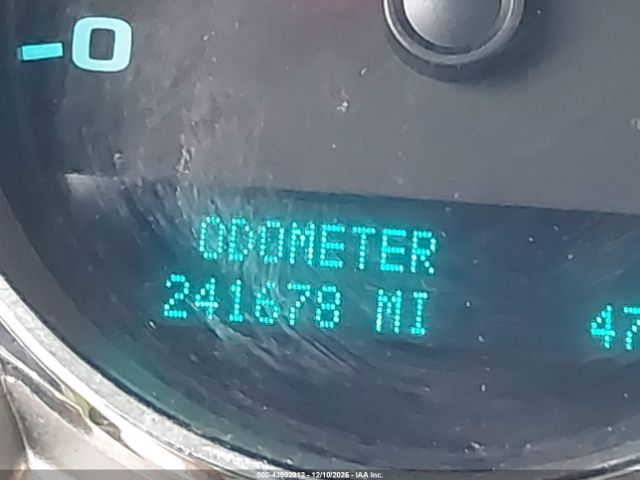 -0
ODOMETER
241678 MI 47
000-43992912 - 12/10/2025 - IAA Inc.